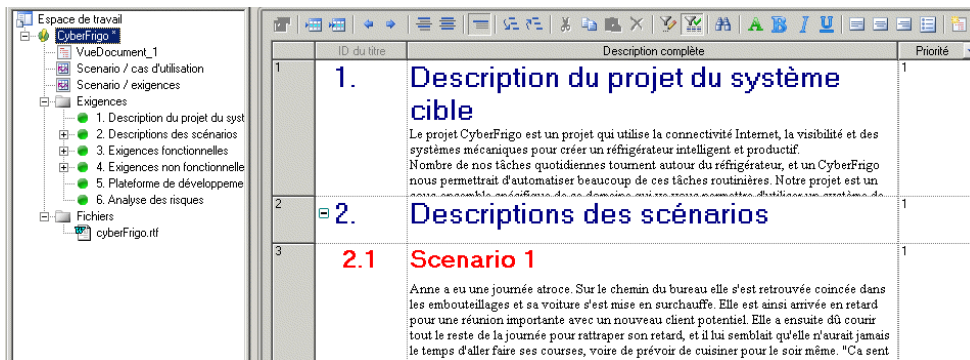 Espace de travail
CyberFrigo *
VueDocument_1
Scenario / cas d'utilisation
Scenario / exigences
Exigences
1. Description du projet du syst
2. Descriptions des scénarios
3. Exigences fonctionnelles
4. Exigences non fonctionnelle
5. Plateforme de développeme
6. Analyse des risques
Fichiers
cyberFrigo.rtf
A B I U
ID du titre Description complète Priorité
1 1. Description du projet du système 1
cible
Le projet CyberFrigo est un projet qui utilise la connectivité Internet, la visibilité et des
systèmes mécaniques pour créer un réfrigérateur intelligent et productif.
Nombre de nos tâches quotidiennes tournent autour du réfrigérateur, et un CyberFrigo
nous permettrait d'automatiser beaucoup de ces tâches routinières. Notre projet est un
2 2. Descriptions des scénarios 1
3 2.1 Scenario 1 1
Anne a eu une journée atroce. Sur le chemin du bureau elle s'est retrouvée coincée dans
les embouteillages et sa voiture s'est mise en surchauffe. Elle est ainsi arrivée en retard
pour une réunion importante avec un nouveau client potentiel. Elle a ensuite dû courir
tout le reste de la journée pour rattraper son retard, et il lui semblait qu'elle n'aurait jamais
le temps d'aller faire ses courses, voire de prévoir de cuisiner pour le soir même. "Ca sent